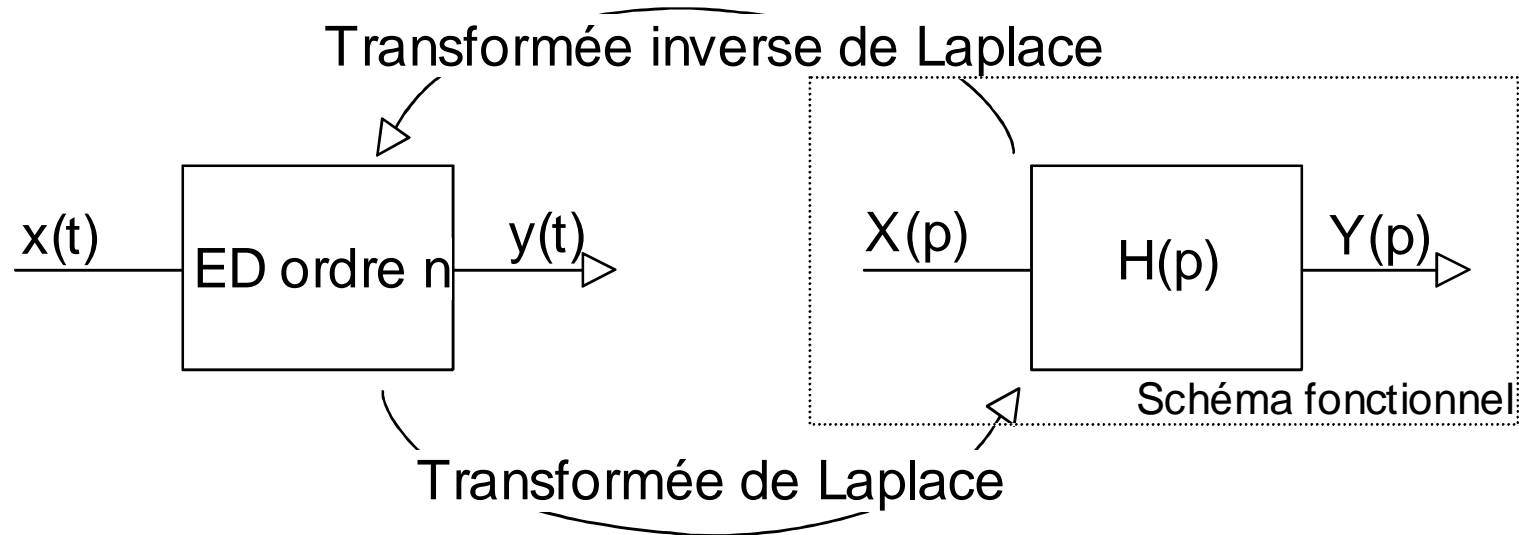 Transformée inverse de Laplace
x(t)
ED ordre n
y(t)
X(p)
H(p)
Y(p)
Schéma fonctionnel
Transformée de Laplace